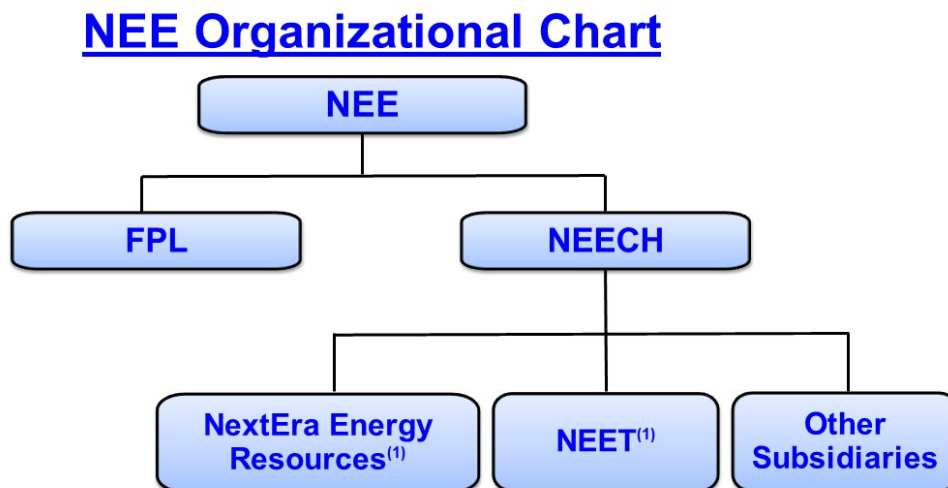 NEE Organizational Chart
NEE
FPL
NEECH
NextEra Energy
Resources(1)
NEET(1)
Other
Subsidiaries